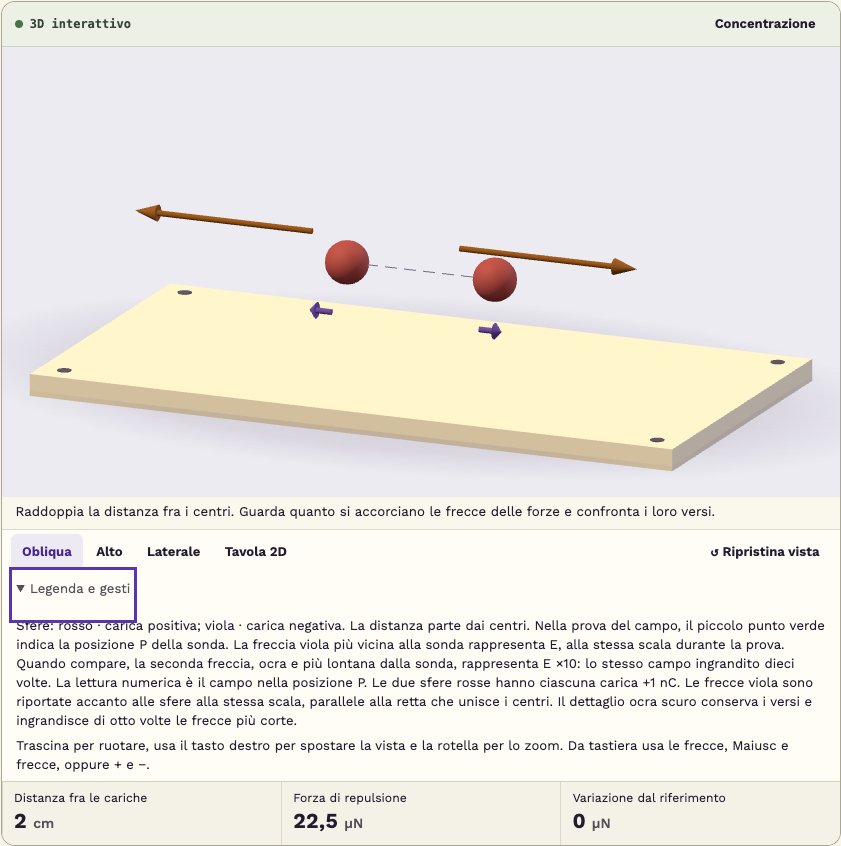 3D interattivo
Concentrazione
Raddoppia la distanza fra i centri. Guarda quanto si accorciano le frecce delle forze e confronta i loro versi.
Obliqua Alto Laterale Tavola 2D
↺ Ripristina vista
▼ Legenda e gesti
Sfere: rosso · carica positiva; viola · carica negativa. La distanza parte dai centri. Nella prova del campo, il piccolo punto verde
indica la posizione P della sonda. La freccia viola più vicina alla sonda rappresenta E, alla stessa scala durante la prova.
Quando compare, la seconda freccia, ocra e più lontana dalla sonda, rappresenta E ×10: lo stesso campo ingrandito dieci
volte. La lettura numerica è il campo nella posizione P. Le due sfere rosse hanno ciascuna carica +1 nC. Le frecce viola sono
riportate accanto alle sfere alla stessa scala, parallele alla retta che unisce i centri. Il dettaglio ocra scuro conserva i versi e
ingrandisce di otto volte le frecce più corte.
Trascina per ruotare, usa il tasto destro per spostare la vista e la rotella per lo zoom. Da tastiera usa le frecce, Maiusc e
frecce, oppure + e −.
Distanza fra le cariche
2 cm
Forza di repulsione
22,5 μN
Variazione dal riferimento
0 μN